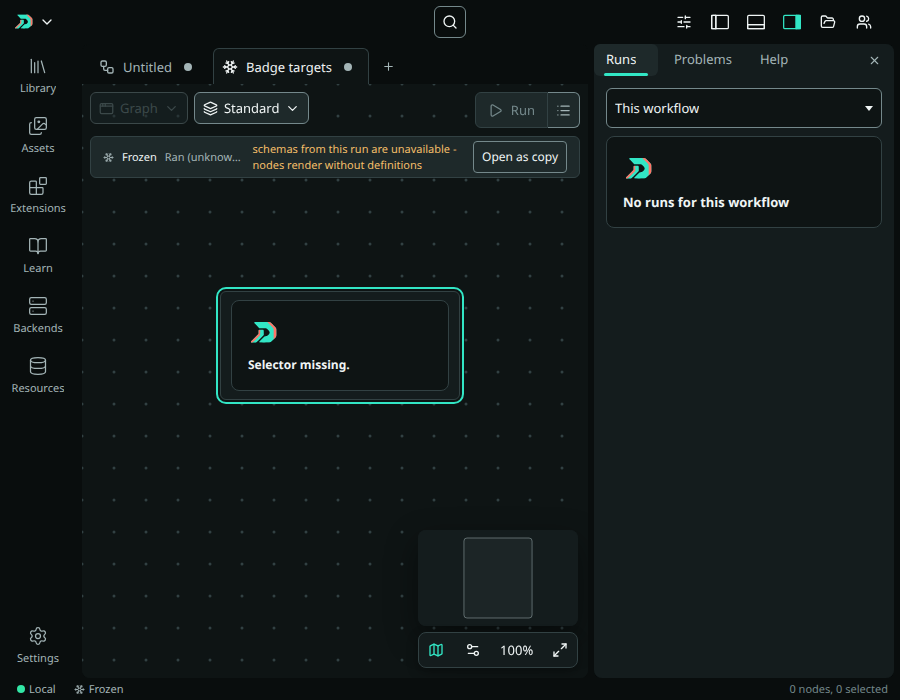 Untitled
Badge targets
Runs
Problems
Help
Library
Assets
Extensions
Learn
Backends
Resources
Settings
Graph
Standard
Run
Frozen
Ran (unknow...
schemas from this run are unavailable -
nodes render without definitions
Open as copy
This workflow
No runs for this workflow
Selector missing.
100%
Local
Frozen
0 nodes, 0 selected